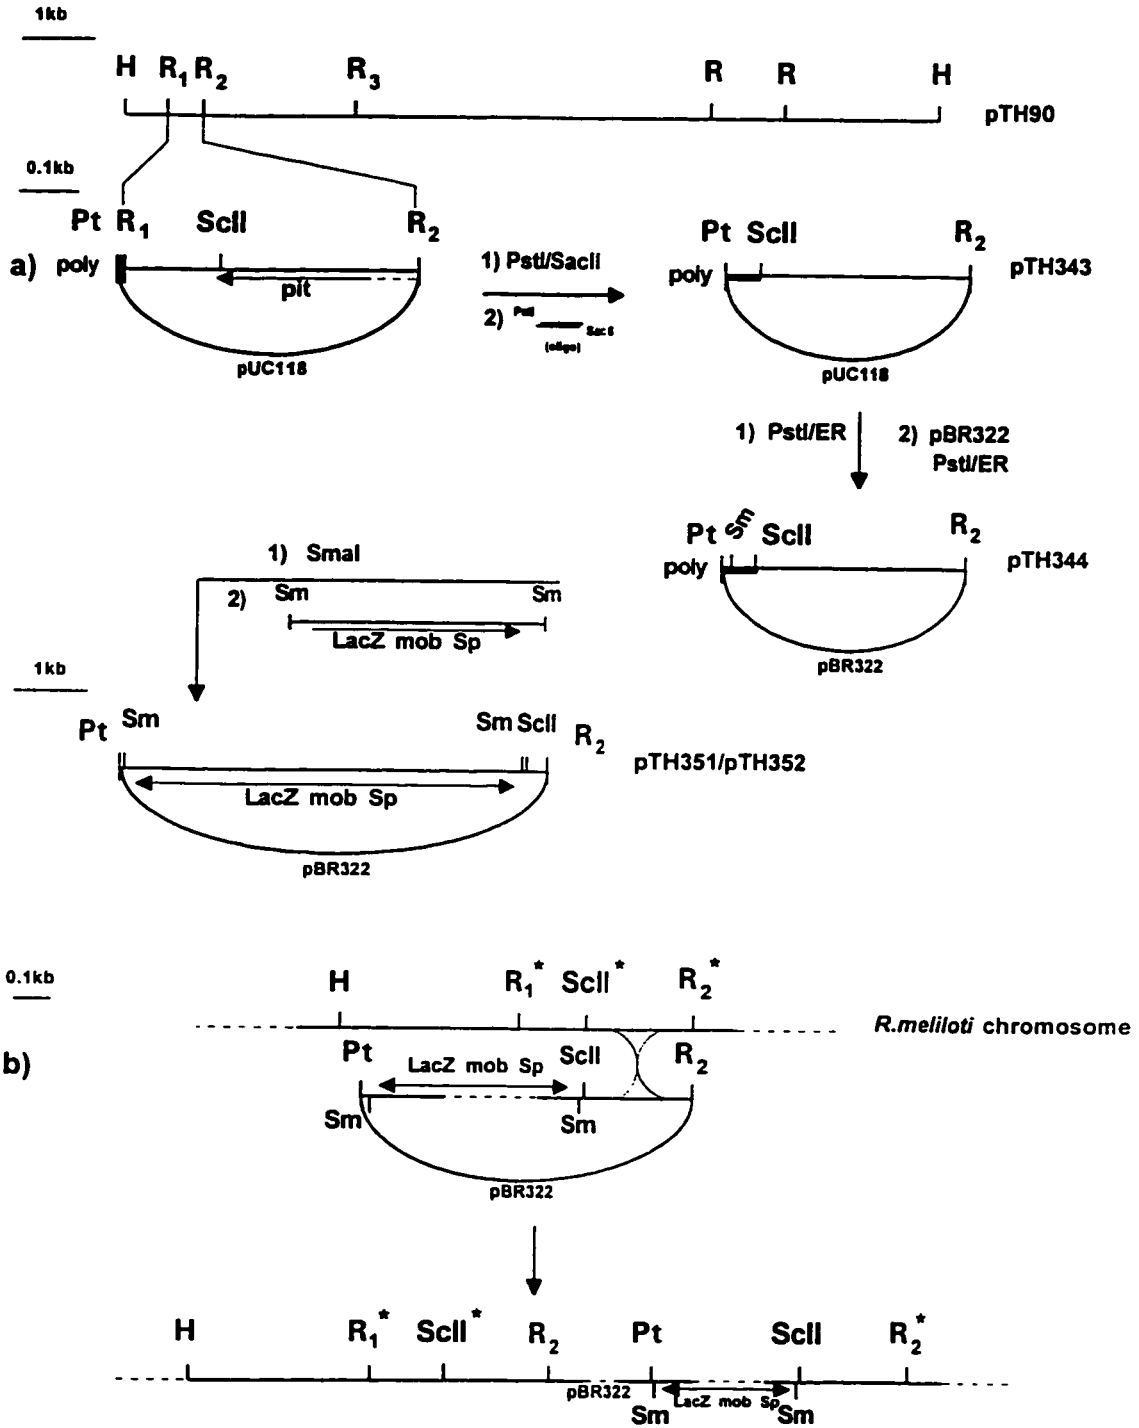 1kb
H R1 R2 R3 R R H
pTH90
0.1kb
Pt R1 ScII R2
a) poly
pit
pUC118
1) PstI/SacII
2) PstI SacII
(oligo)
Pt ScII R2
poly
pTH343
pUC118
1) PstI/ER 2) pBR322
PstI/ER
Pt Sm ScII R2
poly
pTH344
pBR322
1) SmaI
2) Sm Sm
LacZ mob Sp
1kb
Pt Sm Sm ScII R2
pTH351/pTH352
LacZ mob Sp
pBR322
0.1kb
H R1* ScII* R2*
R.meliloti chromosome
b)
Pt LacZ mob Sp ScII R2
Sm Sm
pBR322
H R1* ScII* R2 Pt ScII R2*
pBR322 LacZ mob Sp
Sm Sm